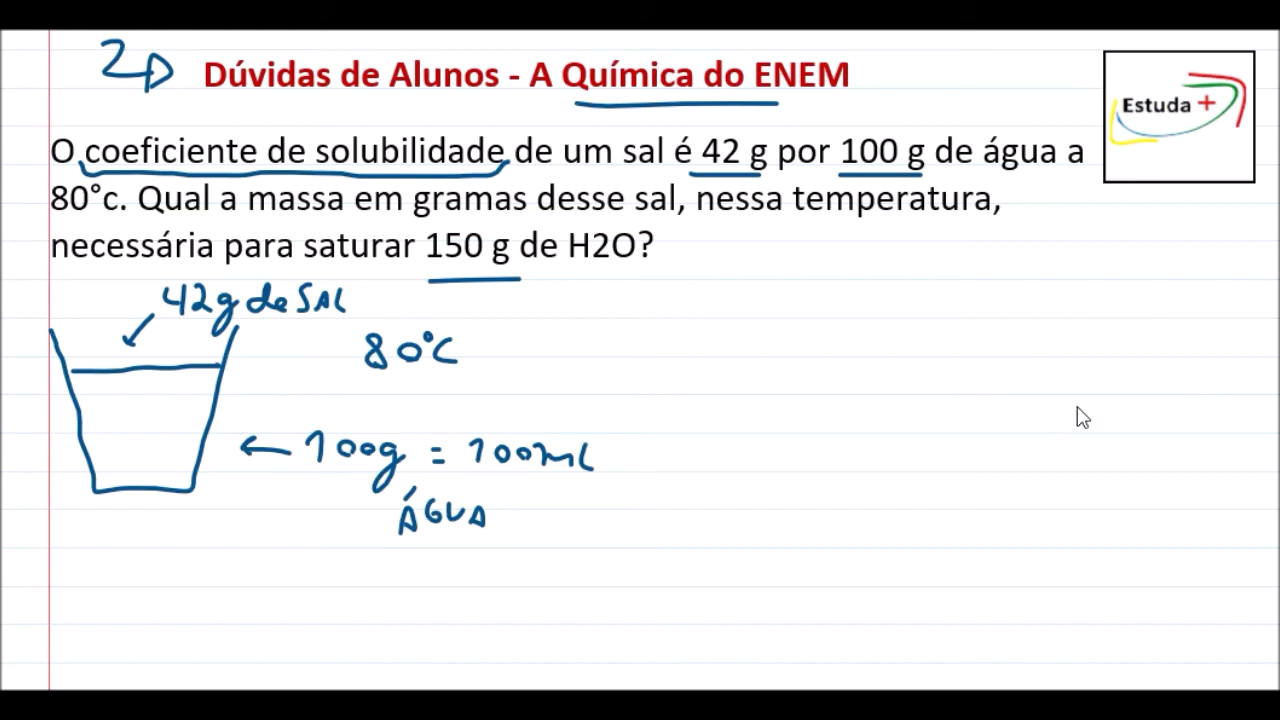 2
Dúvidas de Alunos - A Química do ENEM
Estuda +
O coeficiente de solubilidade de um sal é 42 g por 100 g de água a
80°c. Qual a massa em gramas desse sal, nessa temperatura,
necessária para saturar 150 g de H2O?
42g de SAL
80°C
100g = 100mL
ÁGUA